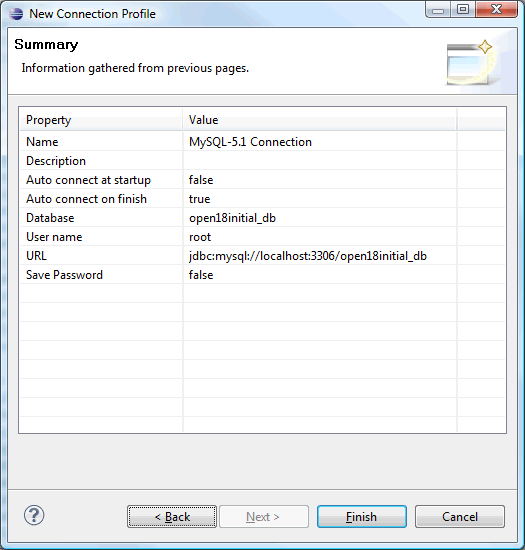 New Connection Profile
Summary
Information gathered from previous pages.
Property Value
Name MySQL-5.1 Connection
Description
Auto connect at startup false
Auto connect on finish true
Database open18initial_db
User name root
URL jdbc:mysql://localhost:3306/open18initial_db
Save Password false
? < Back Next > Finish Cancel